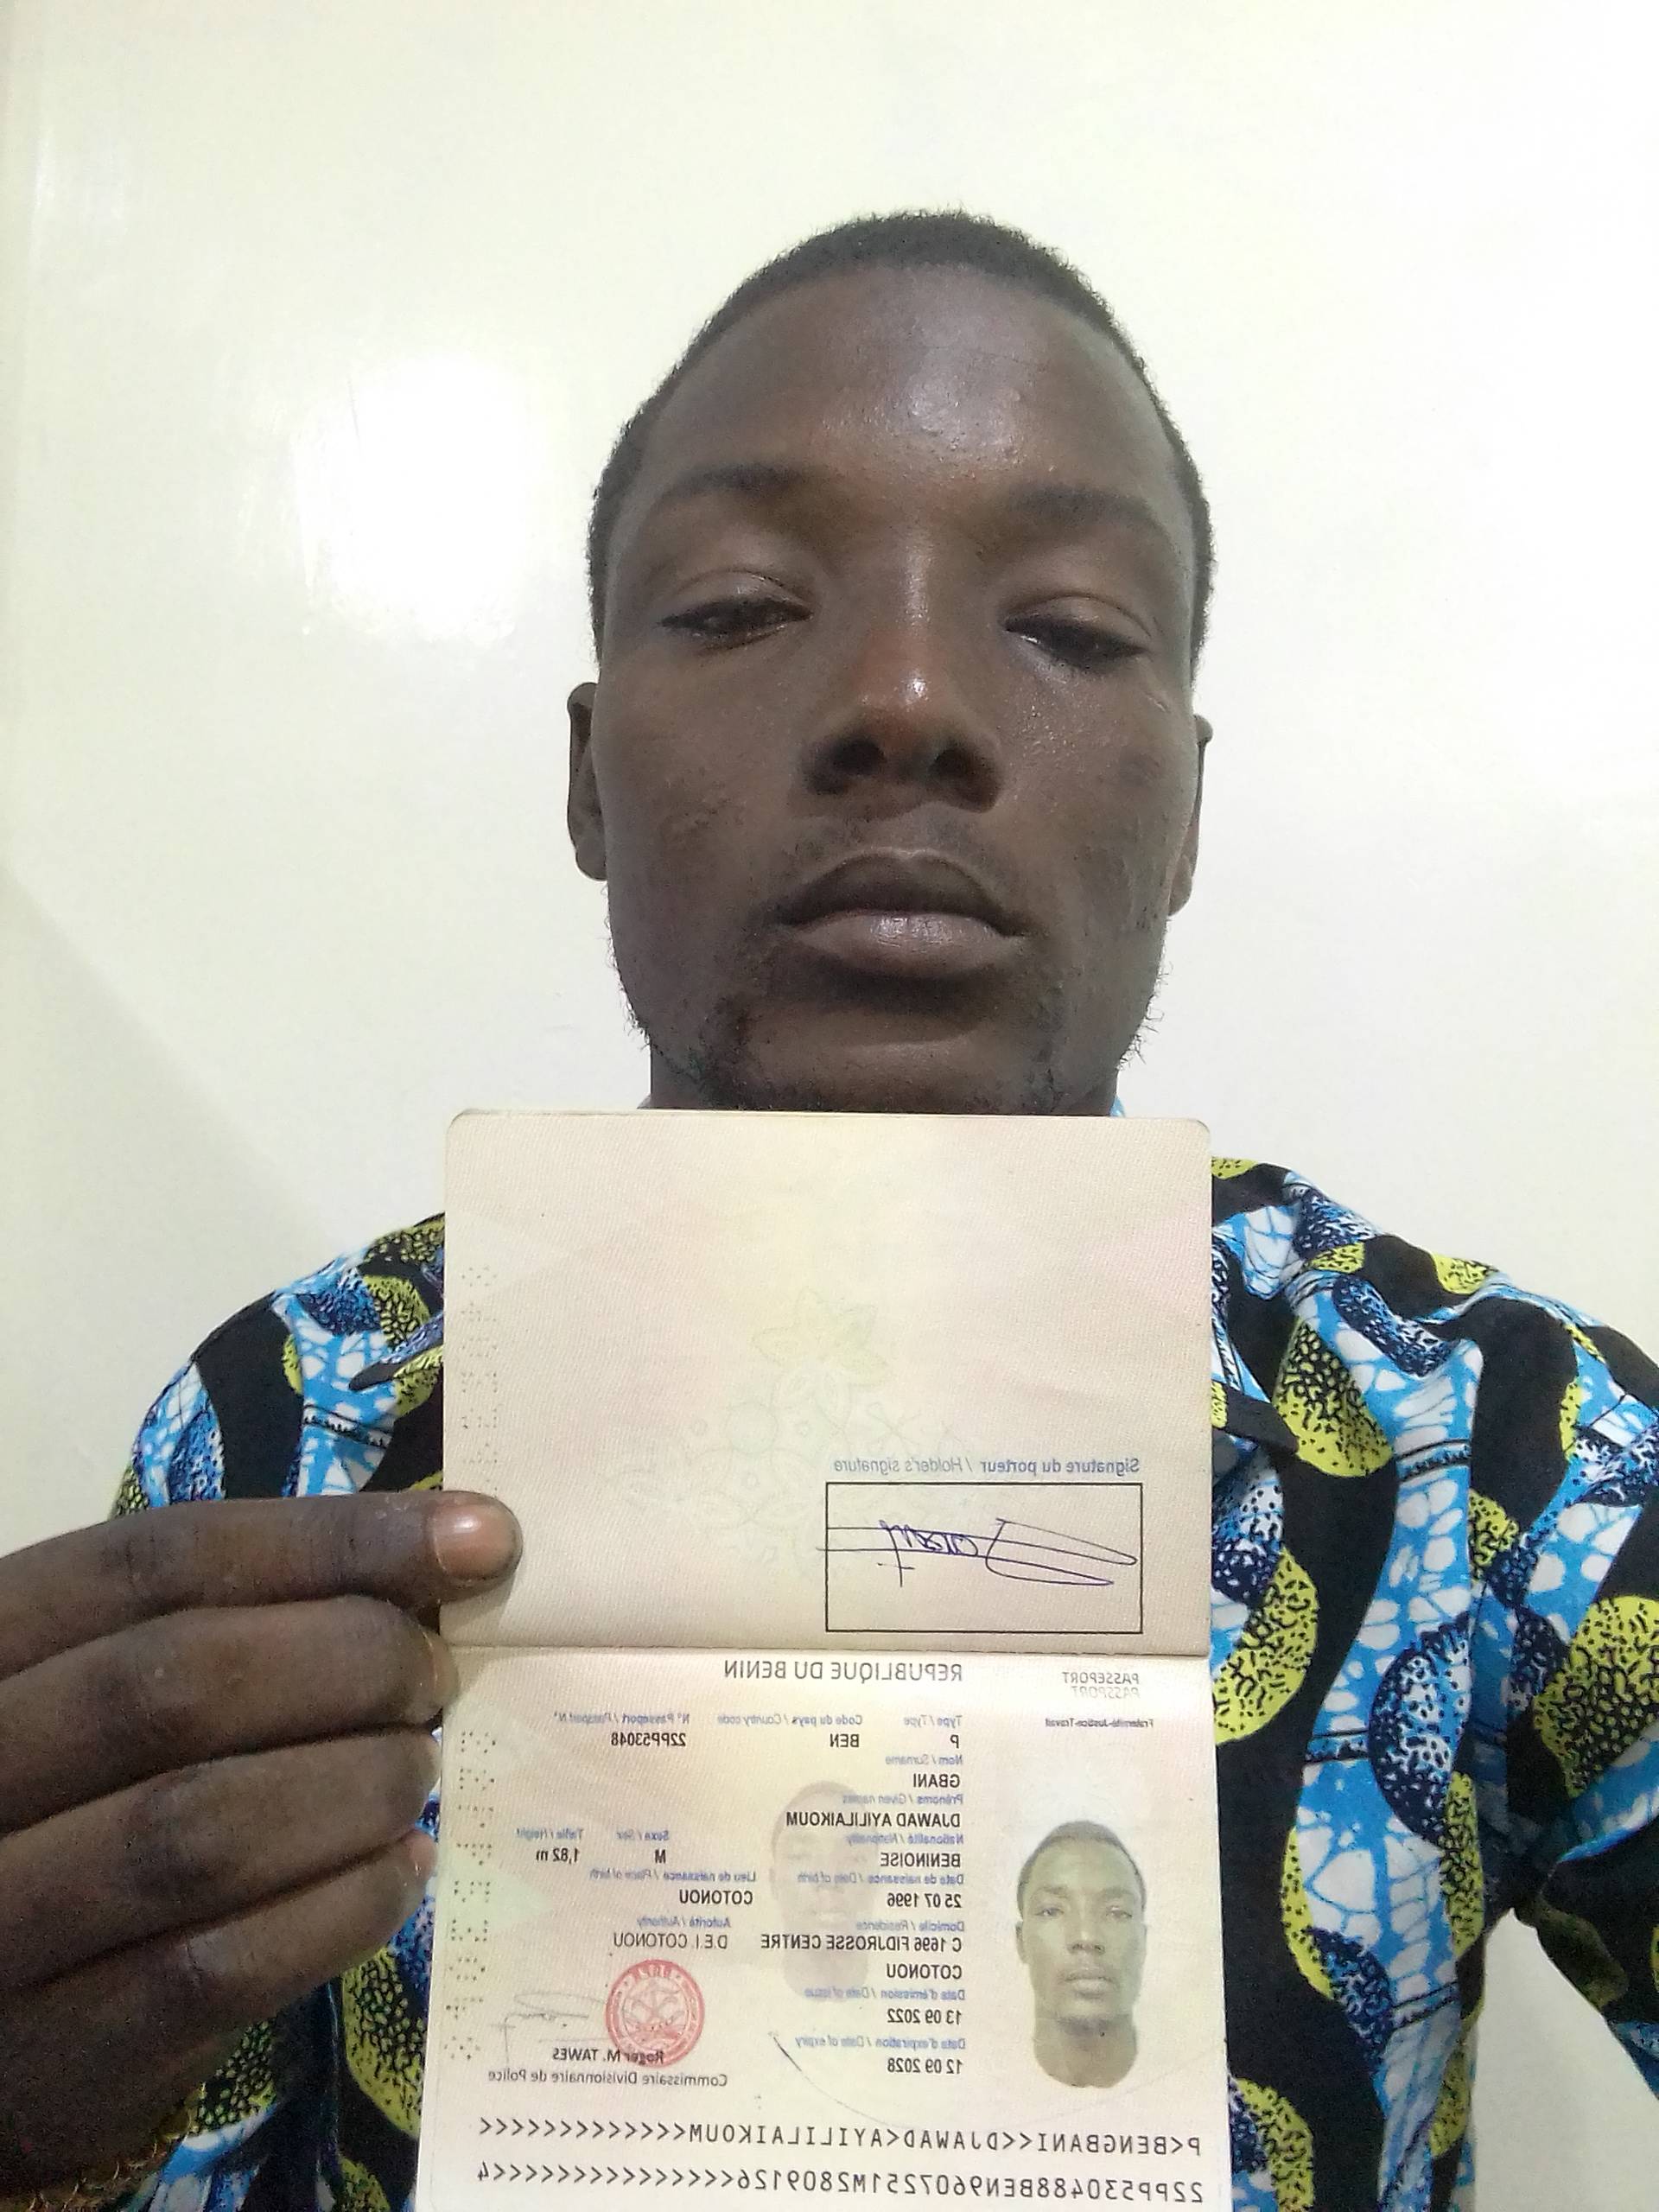 Signature du porteur / Holder's signature
PASSEPORT
PASSPORT
REPUBLIQUE DU BENIN
Fraternité-Justice-Travail
Type / Type Code du pays / Country code N° Passeport / Passport N°
P BEN 22PP53048
Nom / Surname
GBANI
Prénoms / Given names
DJAWAD AYILILAIKOUM
Nationalité / Nationality Sexe / Sex Taille / Height
BENINOISE M 1,82 m
Date de naissance / Date of birth Lieu de naissance / Place of birth
25 07 1996 COTONOU
Domicile / Residence Autorité / Authority
C 1696 FIDJROSSE CENTRE D.E.I. COTONOU
COTONOU
Date d'émission / Date of issue
13 09 2022
Date d'expiration / Date of expiry
12 09 2028
Roger M. TAWES
Commissaire Divisionnaire de Police
P<BENGBANI<<DJAWAD<AYILILAIKOUM<<<<<<<<<<<<<
22PP530488BEN9607251M2809126<<<<<<<<<<<<<<<4